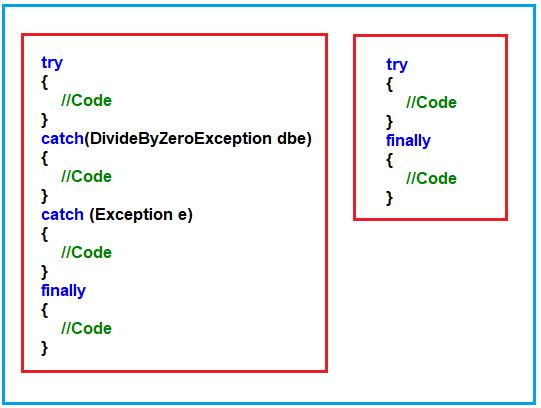 try
{
//Code
}
catch(DivideByZeroException dbe)
{
//Code
}
catch (Exception e)
{
//Code
}
finally
{
//Code
}
try
{
//Code
}
finally
{
//Code
}